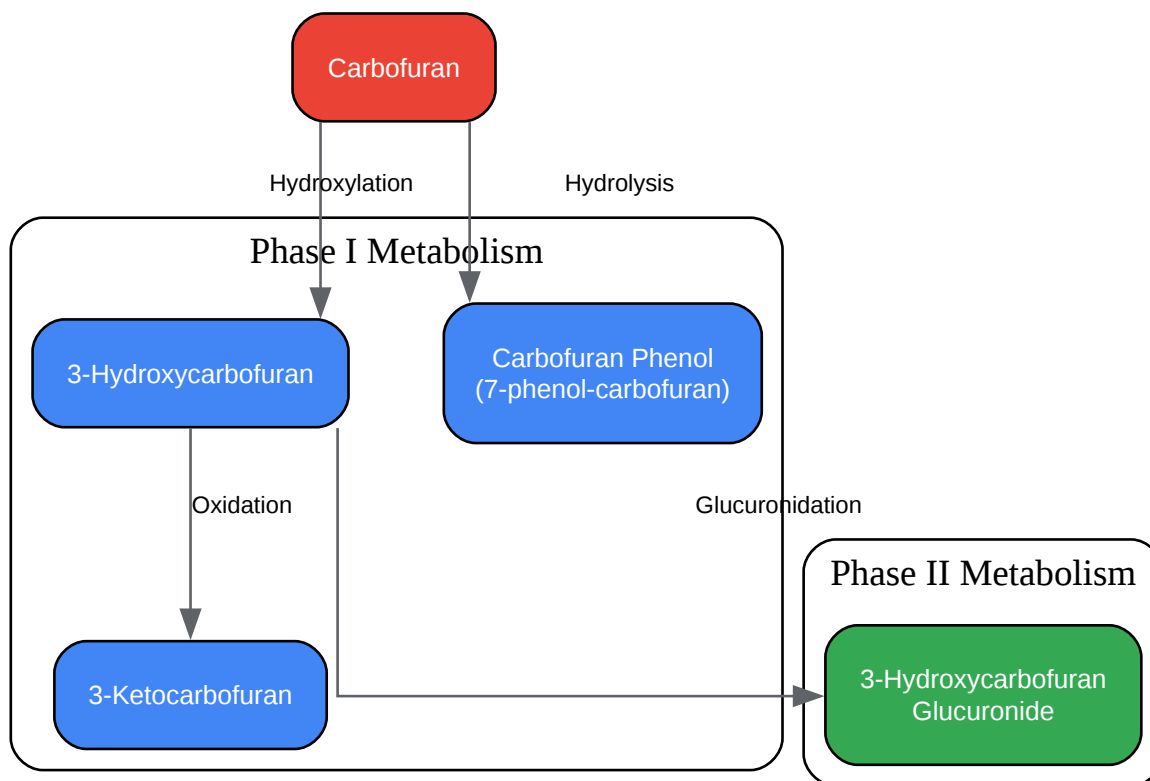 Carbofuran
Hydroxylation
Hydrolysis
Phase I Metabolism
3-Hydroxycarbofuran
Carbofuran Phenol
(7-phenol-carbofuran)
Oxidation
Glucuronidation
Phase II Metabolism
3-Ketocarbofuran
3-Hydroxycarbofuran
Glucuronide